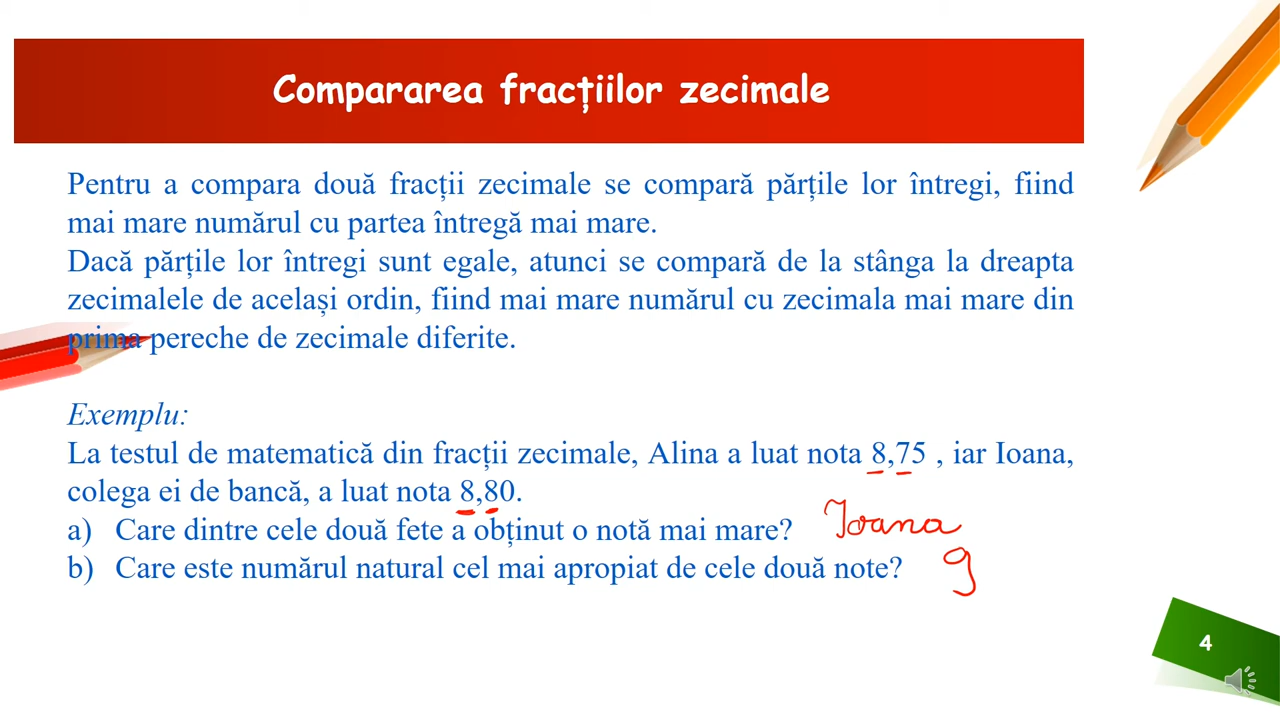 Compararea fracțiilor zecimale
Pentru a compara două fracții zecimale se compară părțile lor întregi, fiind
mai mare numărul cu partea întregă mai mare.
Dacă părțile lor întregi sunt egale, atunci se compară de la stânga la dreapta
zecimalele de același ordin, fiind mai mare numărul cu zecimala mai mare din
prima pereche de zecimale diferite.
Exemplu:
La testul de matematică din fracții zecimale, Alina a luat nota 8,75 , iar Ioana,
colega ei de bancă, a luat nota 8,80.
a) Care dintre cele două fete a obținut o notă mai mare? Ioana
b) Care este numărul natural cel mai apropiat de cele două note? 9
4